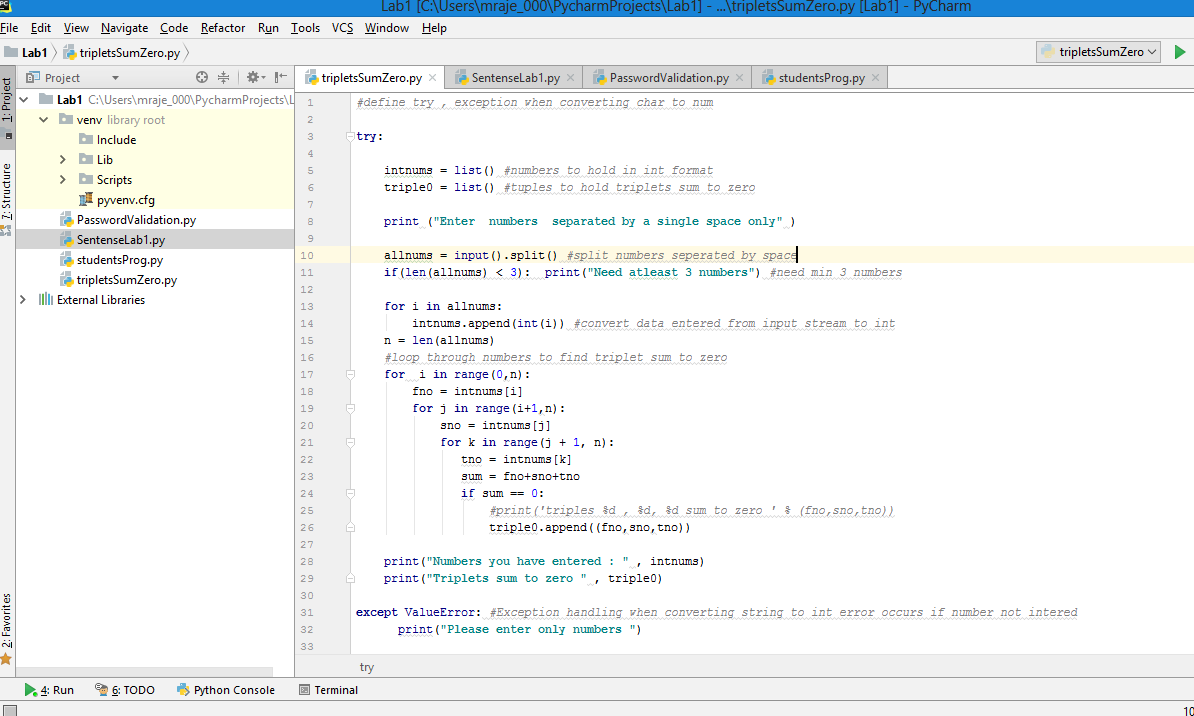 Lab1 [C:\Users\mraje_000\PycharmProjects\Lab1] - ...\tripletsSumZero.py [Lab1] - PyCharm
File Edit View Navigate Code Refactor Run Tools VCS Window Help
Lab1 tripletsSumZero.py tripletsSumZero
Project
tripletsSumZero.py SentenseLab1.py PasswordValidation.py studentsProg.py
1: Project
7: Structure
2: Favorites
Lab1 C:\Users\mraje_000\PycharmProjects\L
venv library root
Include
Lib
Scripts
pyvenv.cfg
PasswordValidation.py
SentenseLab1.py
studentsProg.py
tripletsSumZero.py
External Libraries
1 #define try , exception when converting char to num
2
3 try:
4
5 intnums = list() #numbers to hold in int format
6 triple0 = list() #tuples to hold triplets sum to zero
7
8 print ("Enter  numbers  separated by a single space only" )
9
10 allnums = input().split() #split numbers seperated by space
11 if(len(allnums) < 3):  print("Need atleast 3 numbers") #need min 3 numbers
12
13 for i in allnums:
14 intnums.append(int(i)) #convert data entered from input stream to int
15 n = len(allnums)
16 #loop through numbers to find triplet sum to zero
17 for  i in range(0,n):
18 fno = intnums[i]
19 for j in range(i+1,n):
20 sno = intnums[j]
21 for k in range(j + 1, n):
22 tno = intnums[k]
23 sum = fno+sno+tno
24 if sum == 0:
25 #print('triples %d , %d, %d sum to zero ' % (fno,sno,tno))
26 triple0.append((fno,sno,tno))
27
28 print("Numbers you have entered : " , intnums)
29 print("Triplets sum to zero " , triple0)
30
31 except ValueError: #Exception handling when converting string to int error occurs if number not intered
32 print("Please enter only numbers ")
33
try
4: Run 6: TODO Python Console Terminal
10